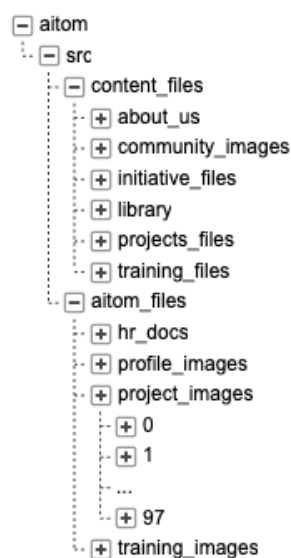 aitom
src
content_files
about_us
community_images
initiative_files
library
projects_files
training_files
aitom_files
hr_docs
profile_images
project_images
0
1
...
97
training_images